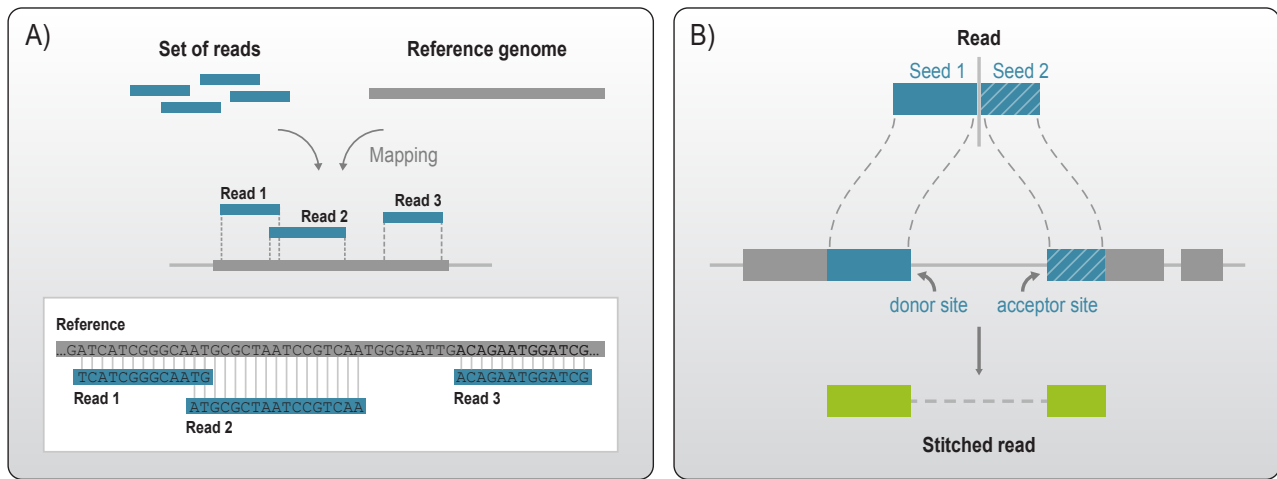 A)
Set of reads
Reference genome
Mapping
Read 1
Read 2
Read 3
Reference
...GATCATCGGGCAATGCGCTAATCCGTCAATGGGAATTGACAGAATGGATCG...
TCATCGGGCAATG
ACAGAATGGATCG
Read 1
Read 3
ATGCGCTAATCCGTCAA
Read 2
B)
Read
Seed 1
Seed 2
donor site
acceptor site
Stitched read